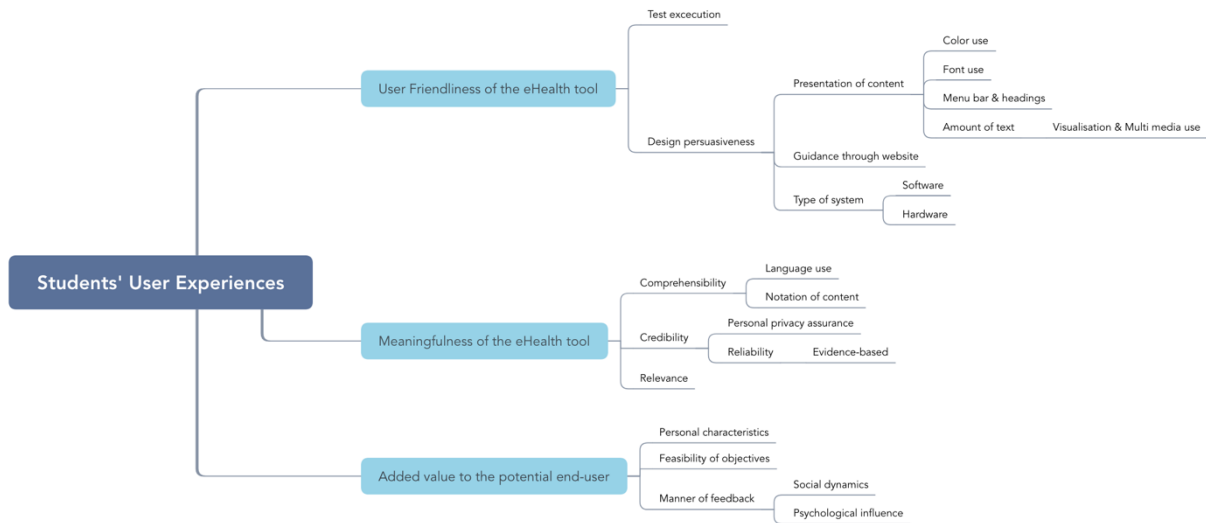 Test excecution
Color use
Font use
Presentation of content
User Friendliness of the eHealth tool
Menu bar & headings
Amount of text
Visualisation & Multi media use
Design persuasiveness
Guidance through website
Software
Type of system
Hardware
Students' User Experiences
Language use
Comprehensibility
Notation of content
Personal privacy assurance
Meaningfulness of the eHealth tool
Credibility
Reliability
Evidence-based
Relevance
Personal characteristics
Feasibility of objectives
Added value to the potential end-user
Social dynamics
Manner of feedback
Psychological influence